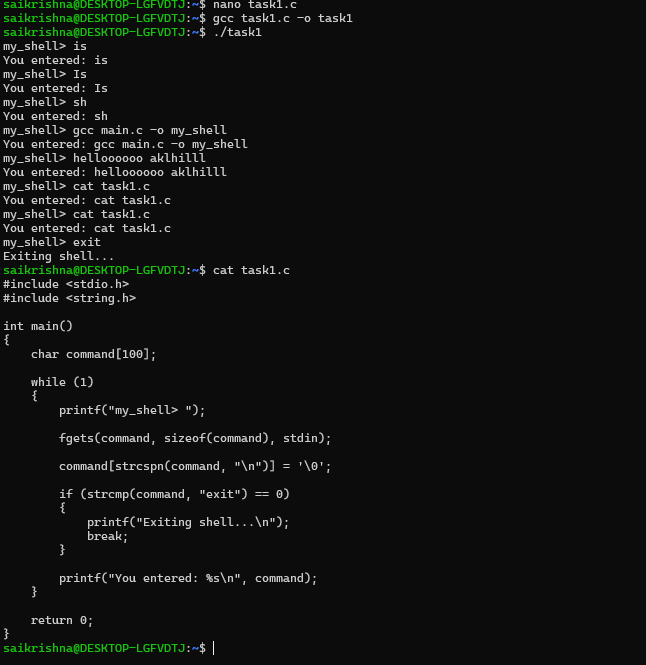 saikrishna@DESKTOP-LGFVDTJ:~$ nano task1.c
saikrishna@DESKTOP-LGFVDTJ:~$ gcc task1.c -o task1
saikrishna@DESKTOP-LGFVDTJ:~$ ./task1
my_shell> is
You entered: is
my_shell> Is
You entered: Is
my_shell> sh
You entered: sh
my_shell> gcc main.c -o my_shell
You entered: gcc main.c -o my_shell
my_shell> helloooooo aklhilll
You entered: helloooooo aklhilll
my_shell> cat task1.c
You entered: cat task1.c
my_shell> cat task1.c
You entered: cat task1.c
my_shell> exit
Exiting shell...
saikrishna@DESKTOP-LGFVDTJ:~$ cat task1.c
#include <stdio.h>
#include <string.h>

int main()
{
    char command[100];

    while (1)
    {
        printf("my_shell> ");

        fgets(command, sizeof(command), stdin);

        command[strcspn(command, "\n")] = '\0';

        if (strcmp(command, "exit") == 0)
        {
            printf("Exiting shell...\n");
            break;
        }

        printf("You entered: %s\n", command);
    }

    return 0;
}
saikrishna@DESKTOP-LGFVDTJ:~$